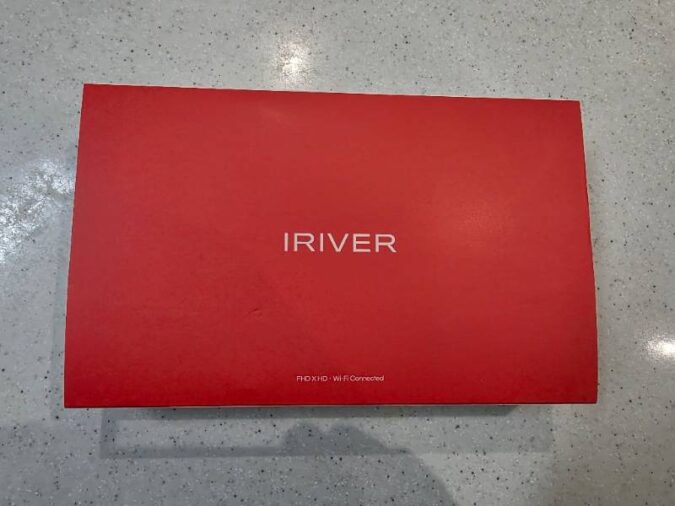 IRIVER
FHD X HD · Wi-Fi Connected